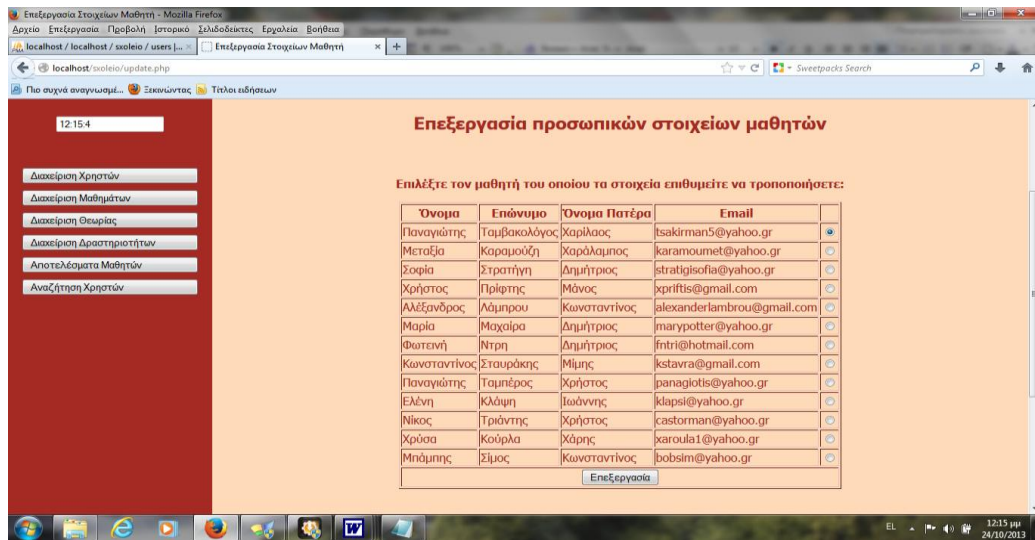 Επεξεργασία Στοιχείων Μαθητή - Mozilla Firefox
Αρχείο Επεξεργασία Προβολή Ιστορικό Σελιδοδείκτες Εργαλεία Βοήθεια
localhost / localhost / sxoleio / users |... × Επεξεργασία Στοιχείων Μαθητή × +
localhost/sxoleio/update.php Sweetpacks Search
Πιο συχνά αναγνωσμέ... Ξεκινώντας Τίτλοι ειδήσεων
12:15:4
Διαχείριση Χρηστών
Διαχείριση Μαθημάτων
Διαχείριση Θεωρίας
Διαχείριση Δραστηριοτήτων
Αποτελέσματα Μαθητών
Αναζήτηση Χρηστών
Επεξεργασία προσωπικών στοιχείων μαθητών
Επιλέξτε τον μαθητή του οποίου τα στοιχεία επιθυμείτε να τροποποιήσετε:
Όνομα Επώνυμο Όνομα Πατέρα Email
Παναγιώτης Ταμβακολόγος Χαρίλαος tsakirman5@yahoo.gr
Μεταξία Καραμούζη Χαράλαμπος karamoumet@yahoo.gr
Σοφία Στρατήγη Δημήτριος stratigisofia@yahoo.gr
Χρήστος Πρίφτης Μάνος xpriftis@gmail.com
Αλέξανδρος Λάμπρου Κωνσταντίνος alexanderlambrou@gmail.com
Μαρία Μαχαίρα Δημήτριος marypotter@yahoo.gr
Φωτεινή Ντρη Δημήτριος fntri@hotmail.com
Κωνσταντίνος Σταυράκης Μίμης kstavra@gmail.com
Παναγιώτης Ταμπέρος Χρήστος panagiotis@yahoo.gr
Ελένη Κλάψη Ιωάννης klapsi@yahoo.gr
Νίκος Τριάντης Χρήστος castorman@yahoo.gr
Χρύσα Κούρλα Χάρης xaroula1@yahoo.gr
Μπάμπης Σίμος Κωνσταντίνος bobsim@yahoo.gr
Επεξεργασία
EL 12:15 μμ
24/10/2013